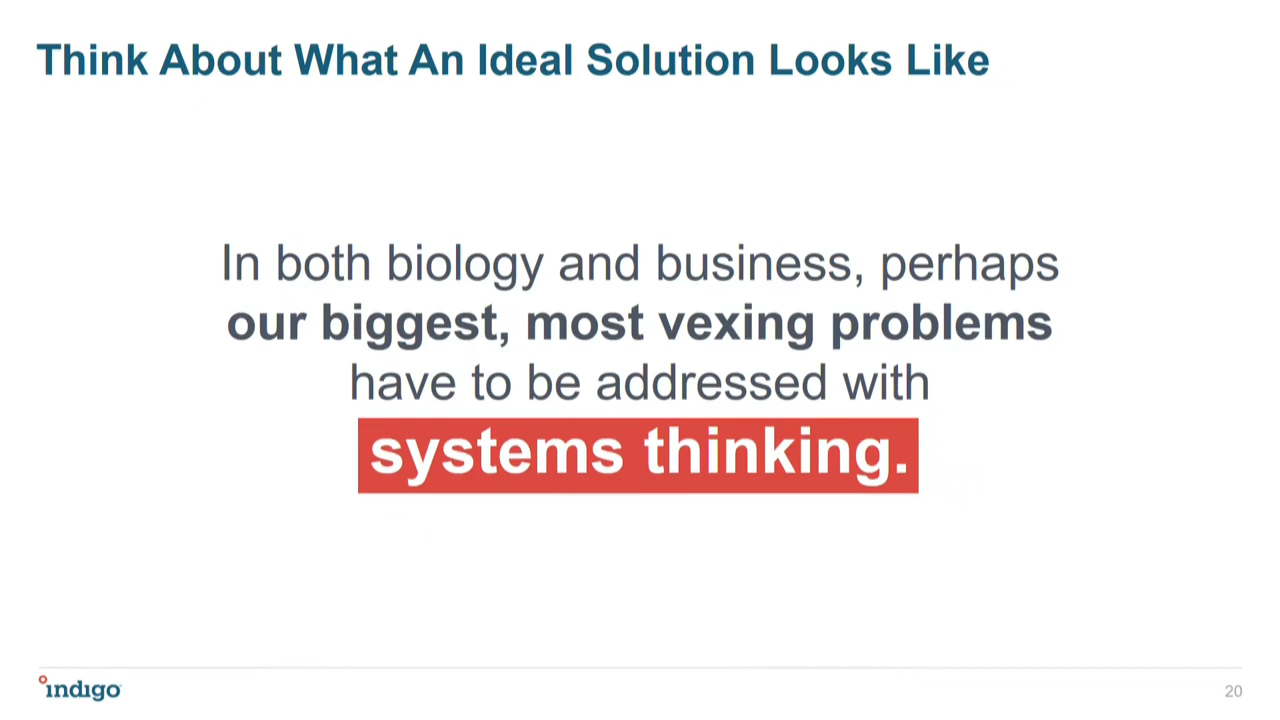 Think About What An Ideal Solution Looks Like
In both biology and business, perhaps
our biggest, most vexing problems
have to be addressed with
systems thinking.
indigo
20